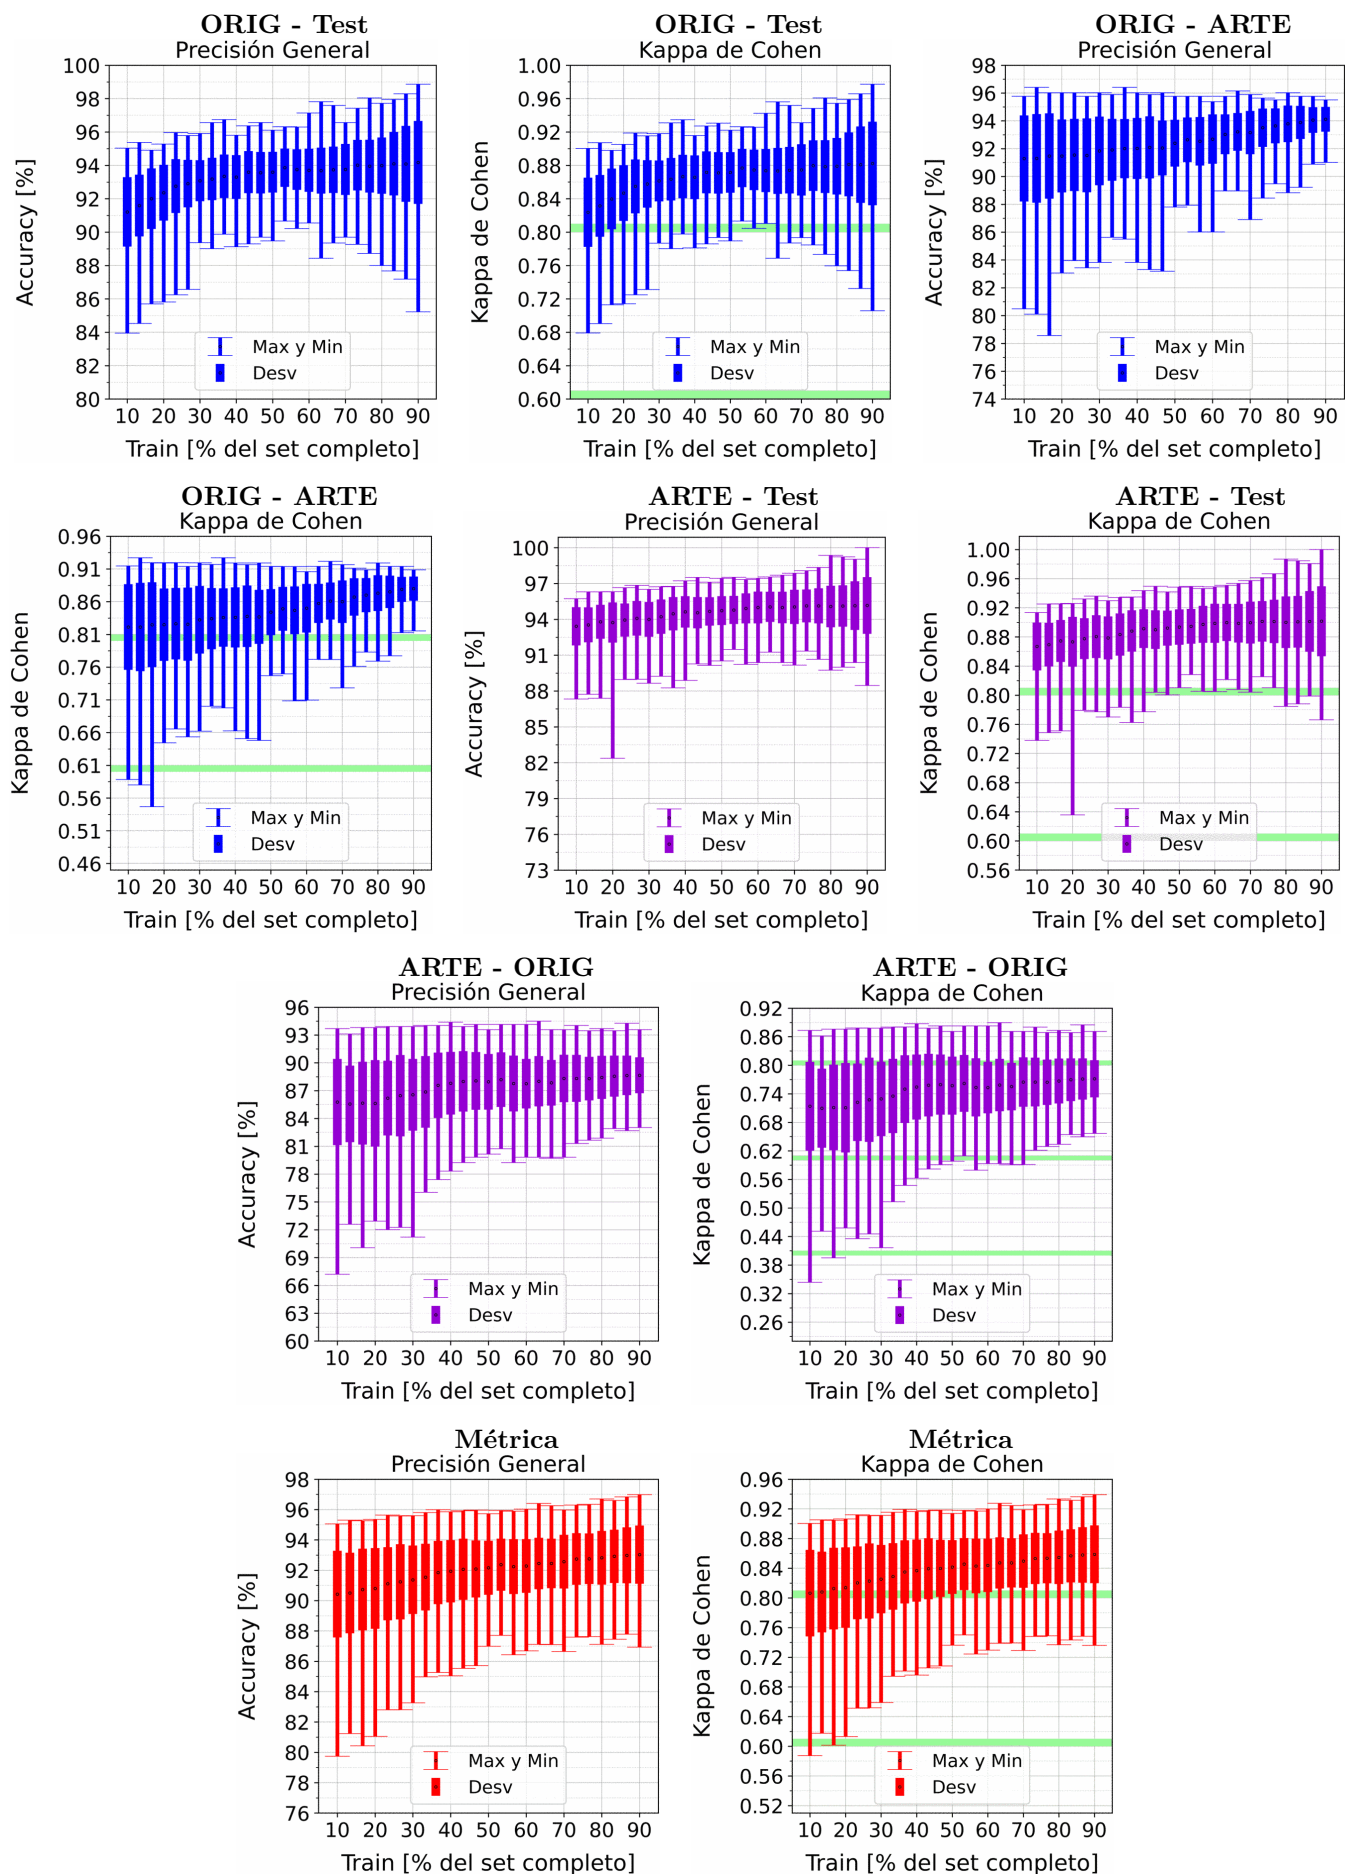 ORIG - Test
Precisión General
100
98
96
94
92
90
88
86
84
82
80
Accuracy [%]
Max y Min
Desv
10 20 30 40 50 60 70 80 90
Train [% del set completo]
ORIG - Test
Kappa de Cohen
1.00
0.96
0.92
0.88
0.84
0.80
0.76
0.72
0.68
0.64
0.60
Kappa de Cohen
Max y Min
Desv
10 20 30 40 50 60 70 80 90
Train [% del set completo]
ORIG - ARTE
Precisión General
98
96
94
92
90
88
86
84
82
80
78
76
74
Accuracy [%]
Max y Min
Desv
10 20 30 40 50 60 70 80 90
Train [% del set completo]
ORIG - ARTE
Kappa de Cohen
0.96
0.91
0.86
0.81
0.76
0.71
0.66
0.61
0.56
0.51
0.46
Kappa de Cohen
Max y Min
Desv
10 20 30 40 50 60 70 80 90
Train [% del set completo]
ARTE - Test
Precisión General
100
97
94
91
88
85
82
79
76
73
Accuracy [%]
Max y Min
Desv
10 20 30 40 50 60 70 80 90
Train [% del set completo]
ARTE - Test
Kappa de Cohen
1.00
0.96
0.92
0.88
0.84
0.80
0.76
0.72
0.68
0.64
0.60
0.56
Kappa de Cohen
Max y Min
Desv
10 20 30 40 50 60 70 80 90
Train [% del set completo]
ARTE - ORIG
Precisión General
96
93
90
87
84
81
78
75
72
69
66
63
60
Accuracy [%]
Max y Min
Desv
10 20 30 40 50 60 70 80 90
Train [% del set completo]
ARTE - ORIG
Kappa de Cohen
0.92
0.86
0.80
0.74
0.68
0.62
0.56
0.50
0.44
0.38
0.32
0.26
Kappa de Cohen
Max y Min
Desv
10 20 30 40 50 60 70 80 90
Train [% del set completo]
Métrica
Precisión General
98
96
94
92
90
88
86
84
82
80
78
76
Accuracy [%]
Max y Min
Desv
10 20 30 40 50 60 70 80 90
Train [% del set completo]
Métrica
Kappa de Cohen
0.96
0.92
0.88
0.84
0.80
0.76
0.72
0.68
0.64
0.60
0.56
0.52
Kappa de Cohen
Max y Min
Desv
10 20 30 40 50 60 70 80 90
Train [% del set completo]